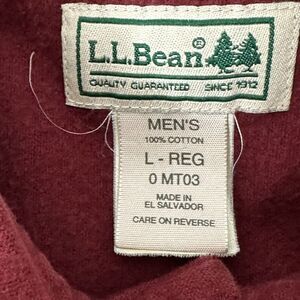 L.L.Bean®
QUALITY GUARANTEED SINCE 1912
MEN'S
100% COTTON
L - REG
0 MT03
MADE IN
EL SALVADOR
CARE ON REVERSE